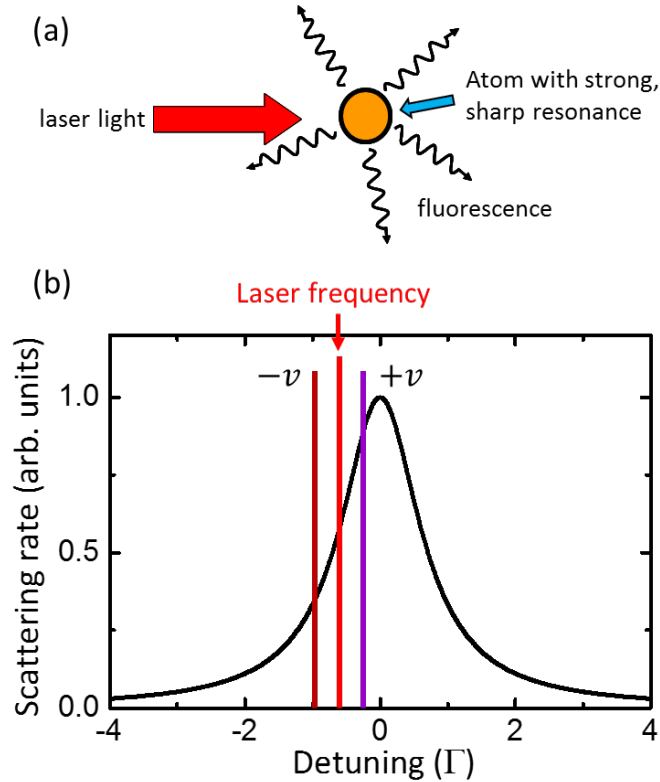 (a)
laser light
Atom with strong,
sharp resonance
fluorescence
(b)
Laser frequency
−v
+v
Scattering rate (arb. units)
1.0
0.5
0.0
-4
-2
0
2
4
Detuning (Γ)